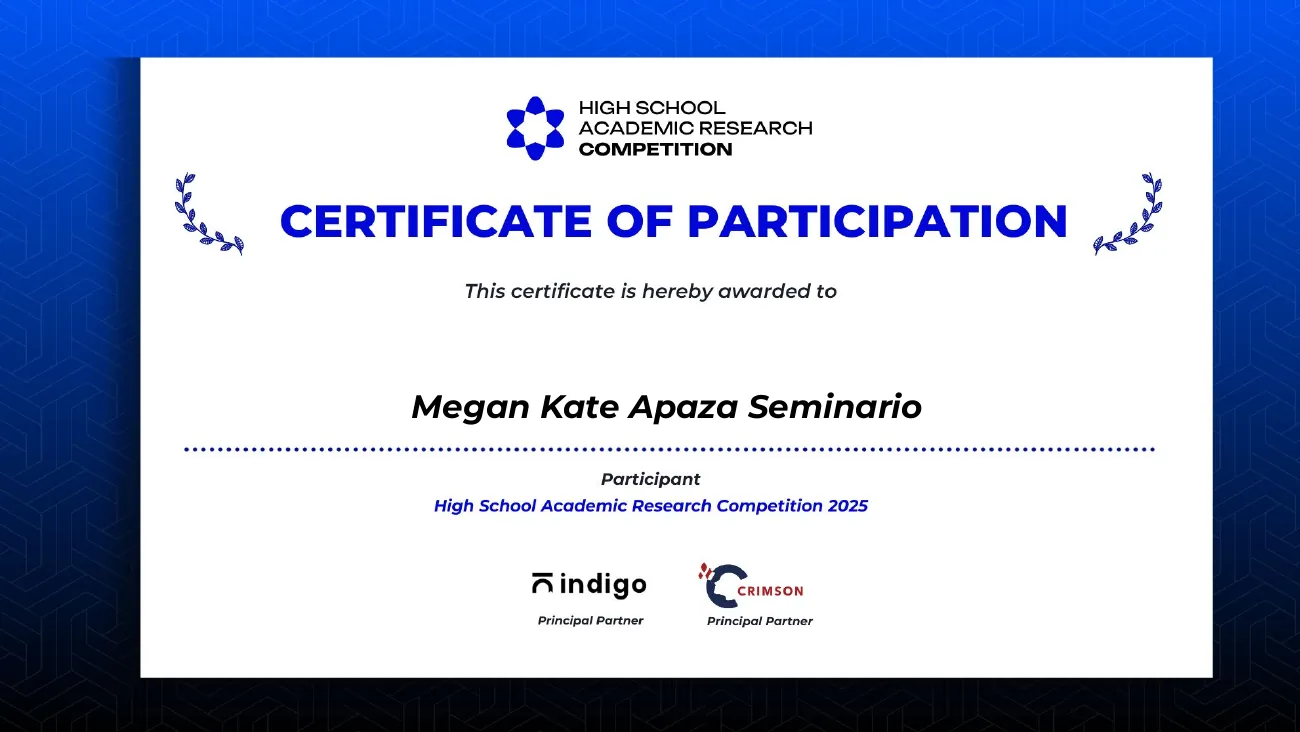 HIGH SCHOOL
ACADEMIC RESEARCH
COMPETITION
CERTIFICATE OF PARTICIPATION
This certificate is hereby awarded to
Megan Kate Apaza Seminario
Participant
High School Academic Research Competition 2025
indigo
CRIMSON
Principal Partner
Principal Partner